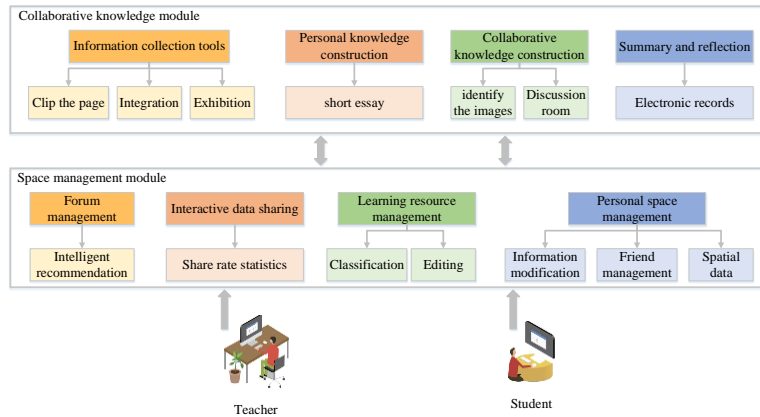 Collaborative knowledge module
Information collection tools
Personal knowledge
construction
Collaborative
knowledge construction
Summary and reflection
Clip the page
Integration
Exhibition
short essay
identify
the images
Discussion
room
Electronic records
Space management module
Forum
management
Interactive data sharing
Learning resource
management
Personal space
management
Intelligent
recommendation
Share rate statistics
Classification
Editing
Information
modification
Friend
management
Spatial
data
Teacher
Student